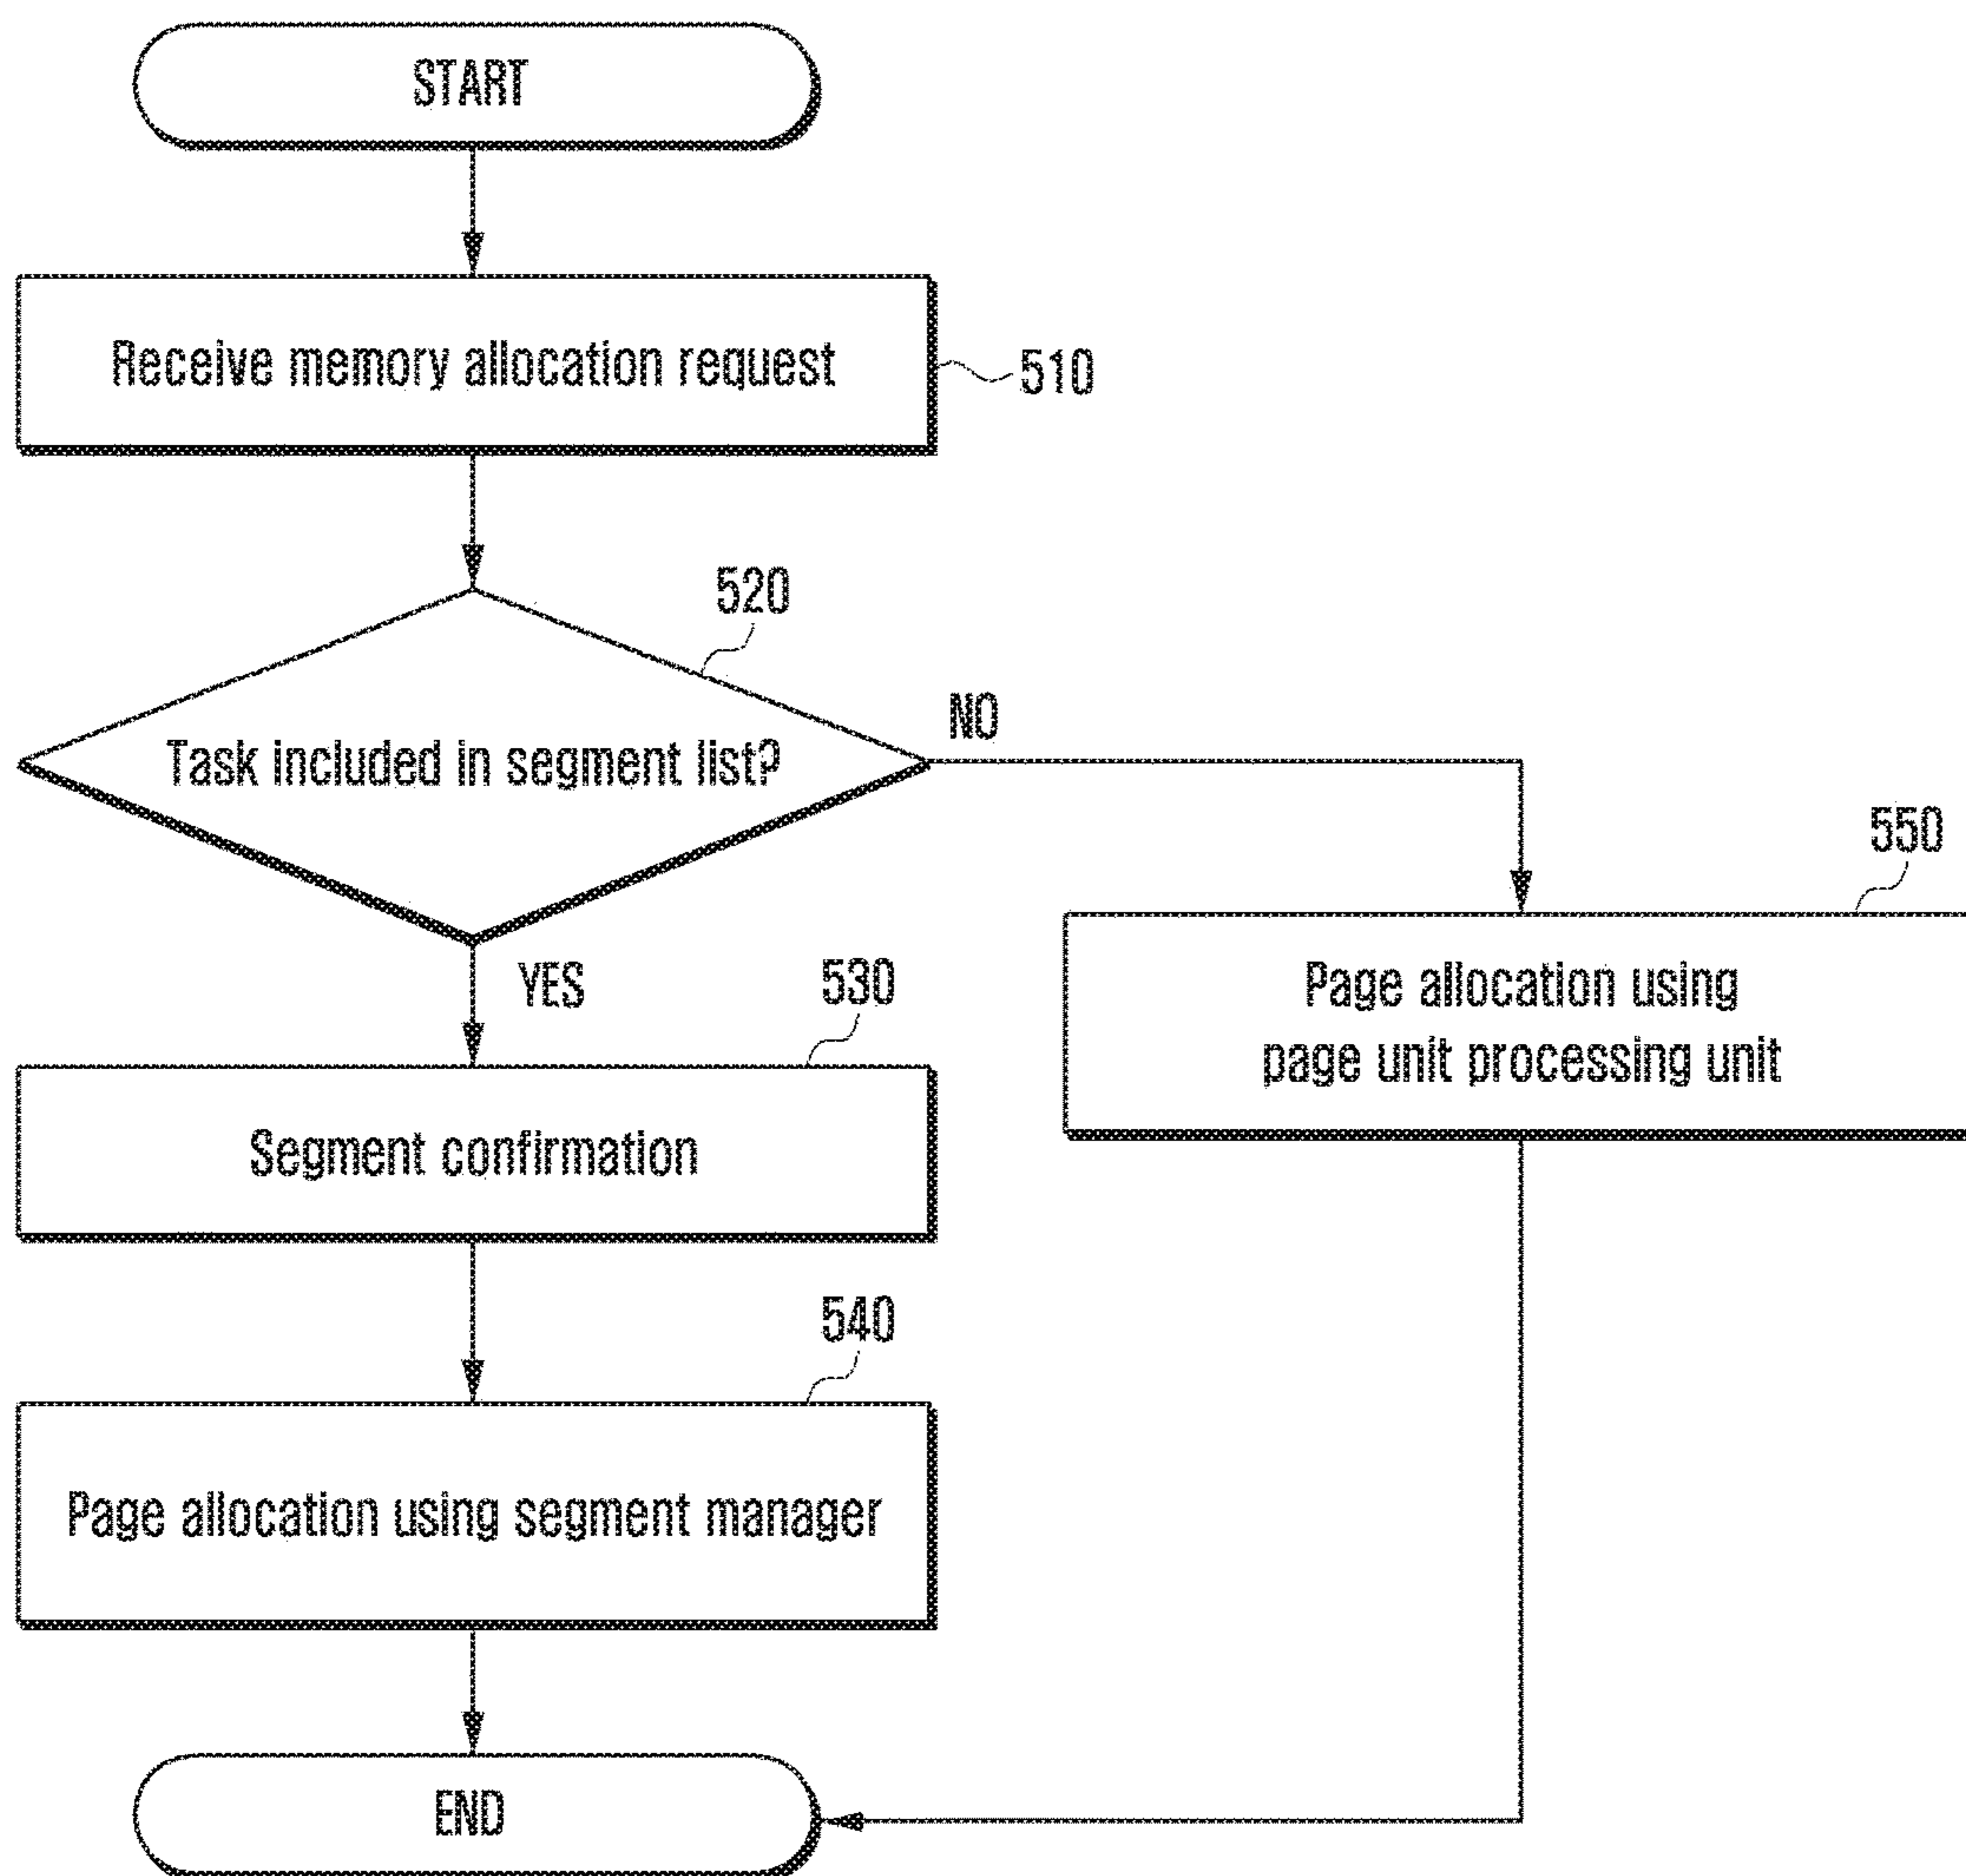 START
Receive memory allocation request
510
520
Task included in segment list?
NO
YES
530
550
Page allocation using
page unit processing unit
Segment confirmation
540
Page allocation using segment manager
END